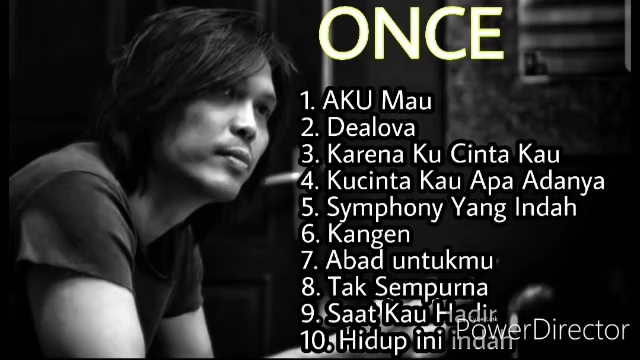 ONCE
1. AKU Mau
2. Dealova
3. Karena Ku Cinta Kau
4. Kucinta Kau Apa Adanya
5. Symphony Yang Indah
6. Kangen
7. Abad untukmu
8. Tak Sempurna
9. Saat Kau Hadir
10. Hidup ini indah
PowerDirector